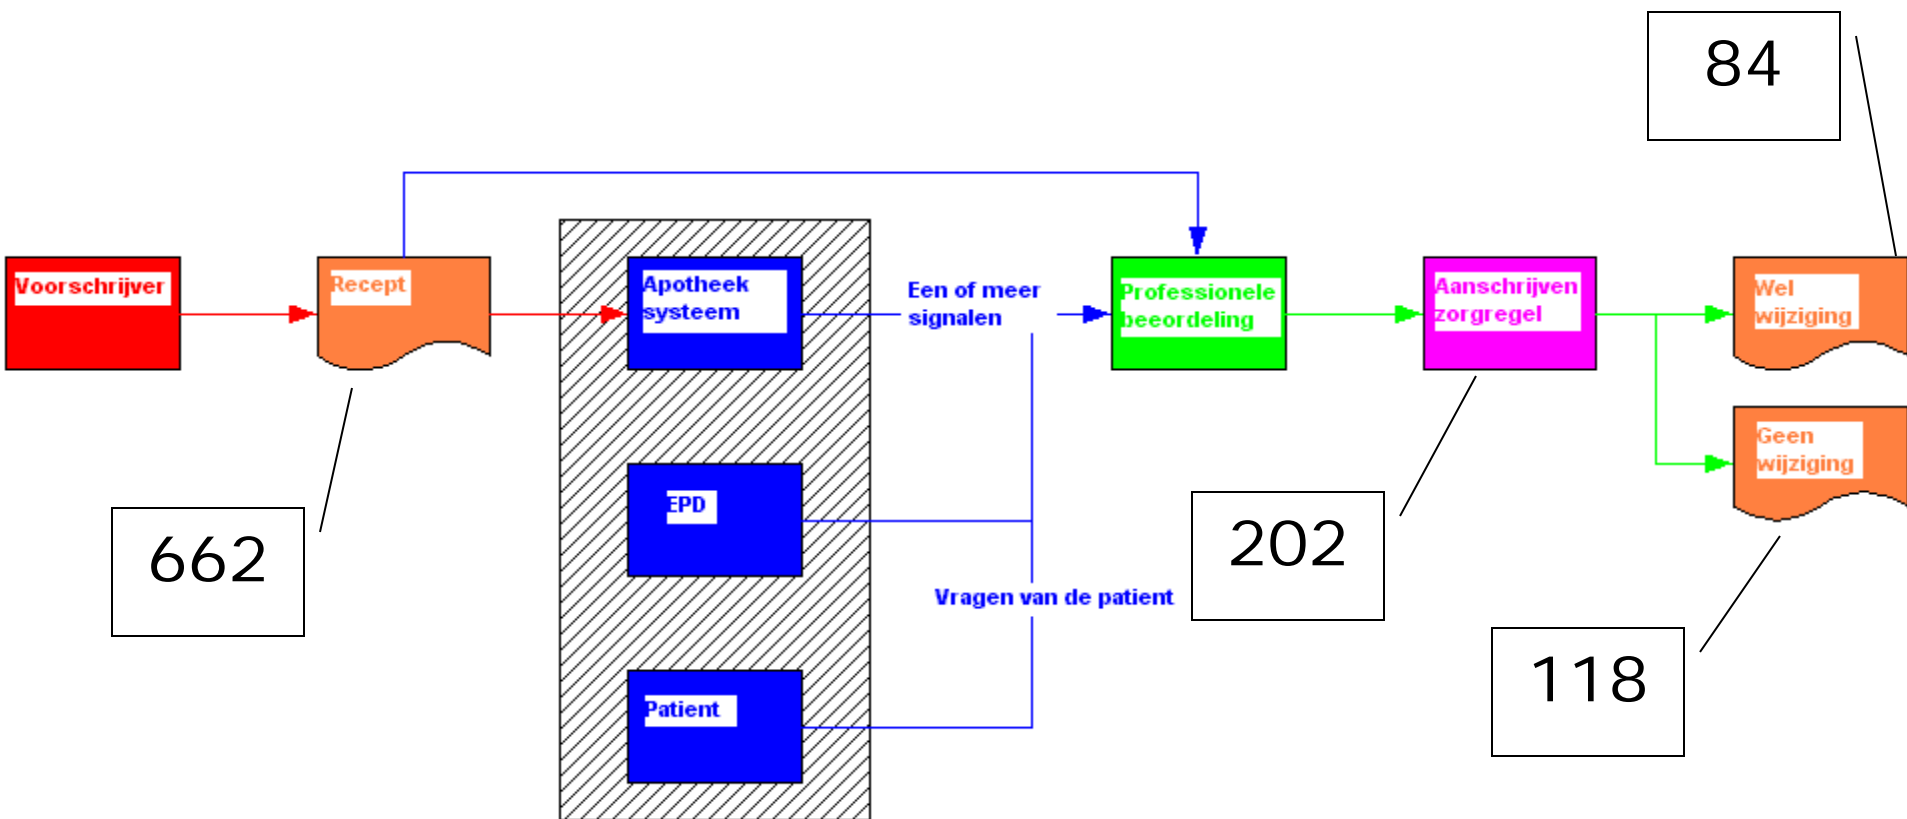 84
Voorschrijver
Recept
Apotheek
systeem
Een of meer
signalen
Professionele
beeordeling
Aanschrijven
zorgregel
Wel
wijziging
Geen
wijziging
EPD
662
202
Vragen van de patient
118
Patient